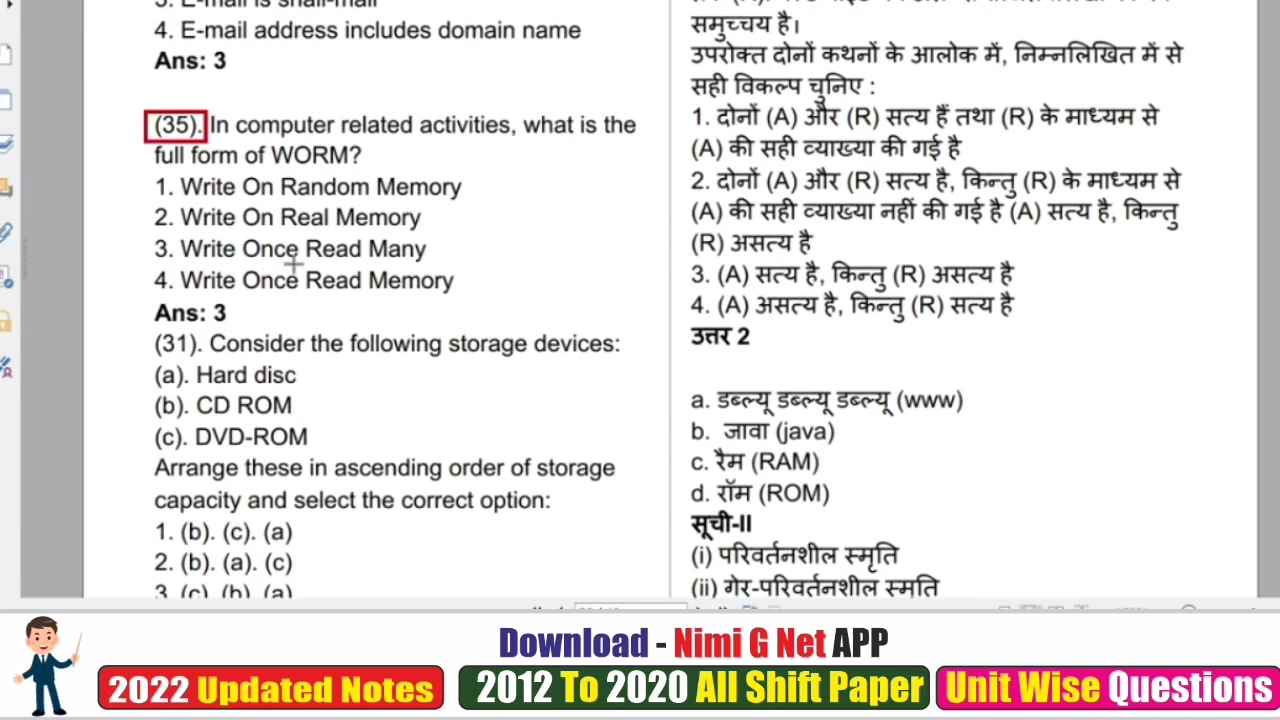 3. E-mail is snail-mail
4. E-mail address includes domain name
Ans: 3
(35). In computer related activities, what is the
full form of WORM?
1. Write On Random Memory
2. Write On Real Memory
3. Write Once Read Many
4. Write Once Read Memory
Ans: 3
(31). Consider the following storage devices:
(a). Hard disc
(b). CD ROM
(c). DVD-ROM
Arrange these in ascending order of storage
capacity and select the correct option:
1. (b). (c). (a)
2. (b). (a). (c)
3. (c). (b). (a)
समुच्चय है।
उपरोक्त दोनों कथनों के आलोक में, निम्नलिखित में से
सही विकल्प चुनिए :
1. दोनों (A) और (R) सत्य हैं तथा (R) के माध्यम से
(A) की सही व्याख्या की गई है
2. दोनों (A) और (R) सत्य है, किन्तु (R) के माध्यम से
(A) की सही व्याख्या नहीं की गई है (A) सत्य है, किन्तु
(R) असत्य है
3. (A) सत्य है, किन्तु (R) असत्य है
4. (A) असत्य है, किन्तु (R) सत्य है
उत्तर 2
a. डब्ल्यू डब्ल्यू डब्ल्यू (www)
b. जावा (java)
c. रैम (RAM)
d. रॉम (ROM)
सूची-II
(i) परिवर्तनशील स्मृति
(ii) गेर-परिवर्तनशील स्मृति
Download - Nimi G Net APP
2022 Updated Notes
2012 To 2020 All Shift Paper
Unit Wise Questions